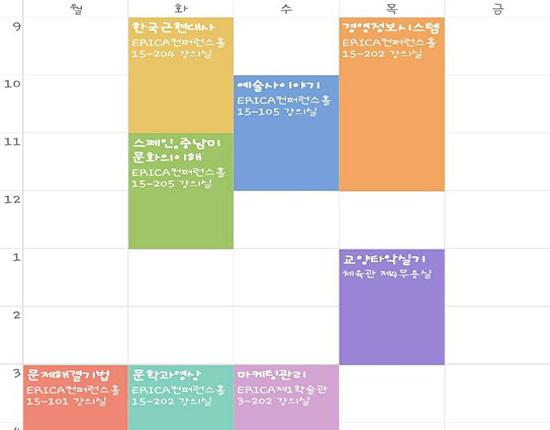 월 화 수 목 금
9
한국근현대사
ERICA컨퍼런스홀
15-204 강의실
경영정보시스템
ERICA컨퍼런스홀
15-202 강의실
10
예술사이야기
ERICA컨퍼런스홀
15-105 강의실
11
스페인,중남미
문화의이해
ERICA컨퍼런스홀
15-205 강의실
12
1
교양타악실기
체육관 제4무용실
2
3
문제해결기법
ERICA컨퍼런스홀
15-101 강의실
문학과영상
ERICA컨퍼런스홀
15-202 강의실
마케팅관리
ERICA제1학술관
3-202 강의실